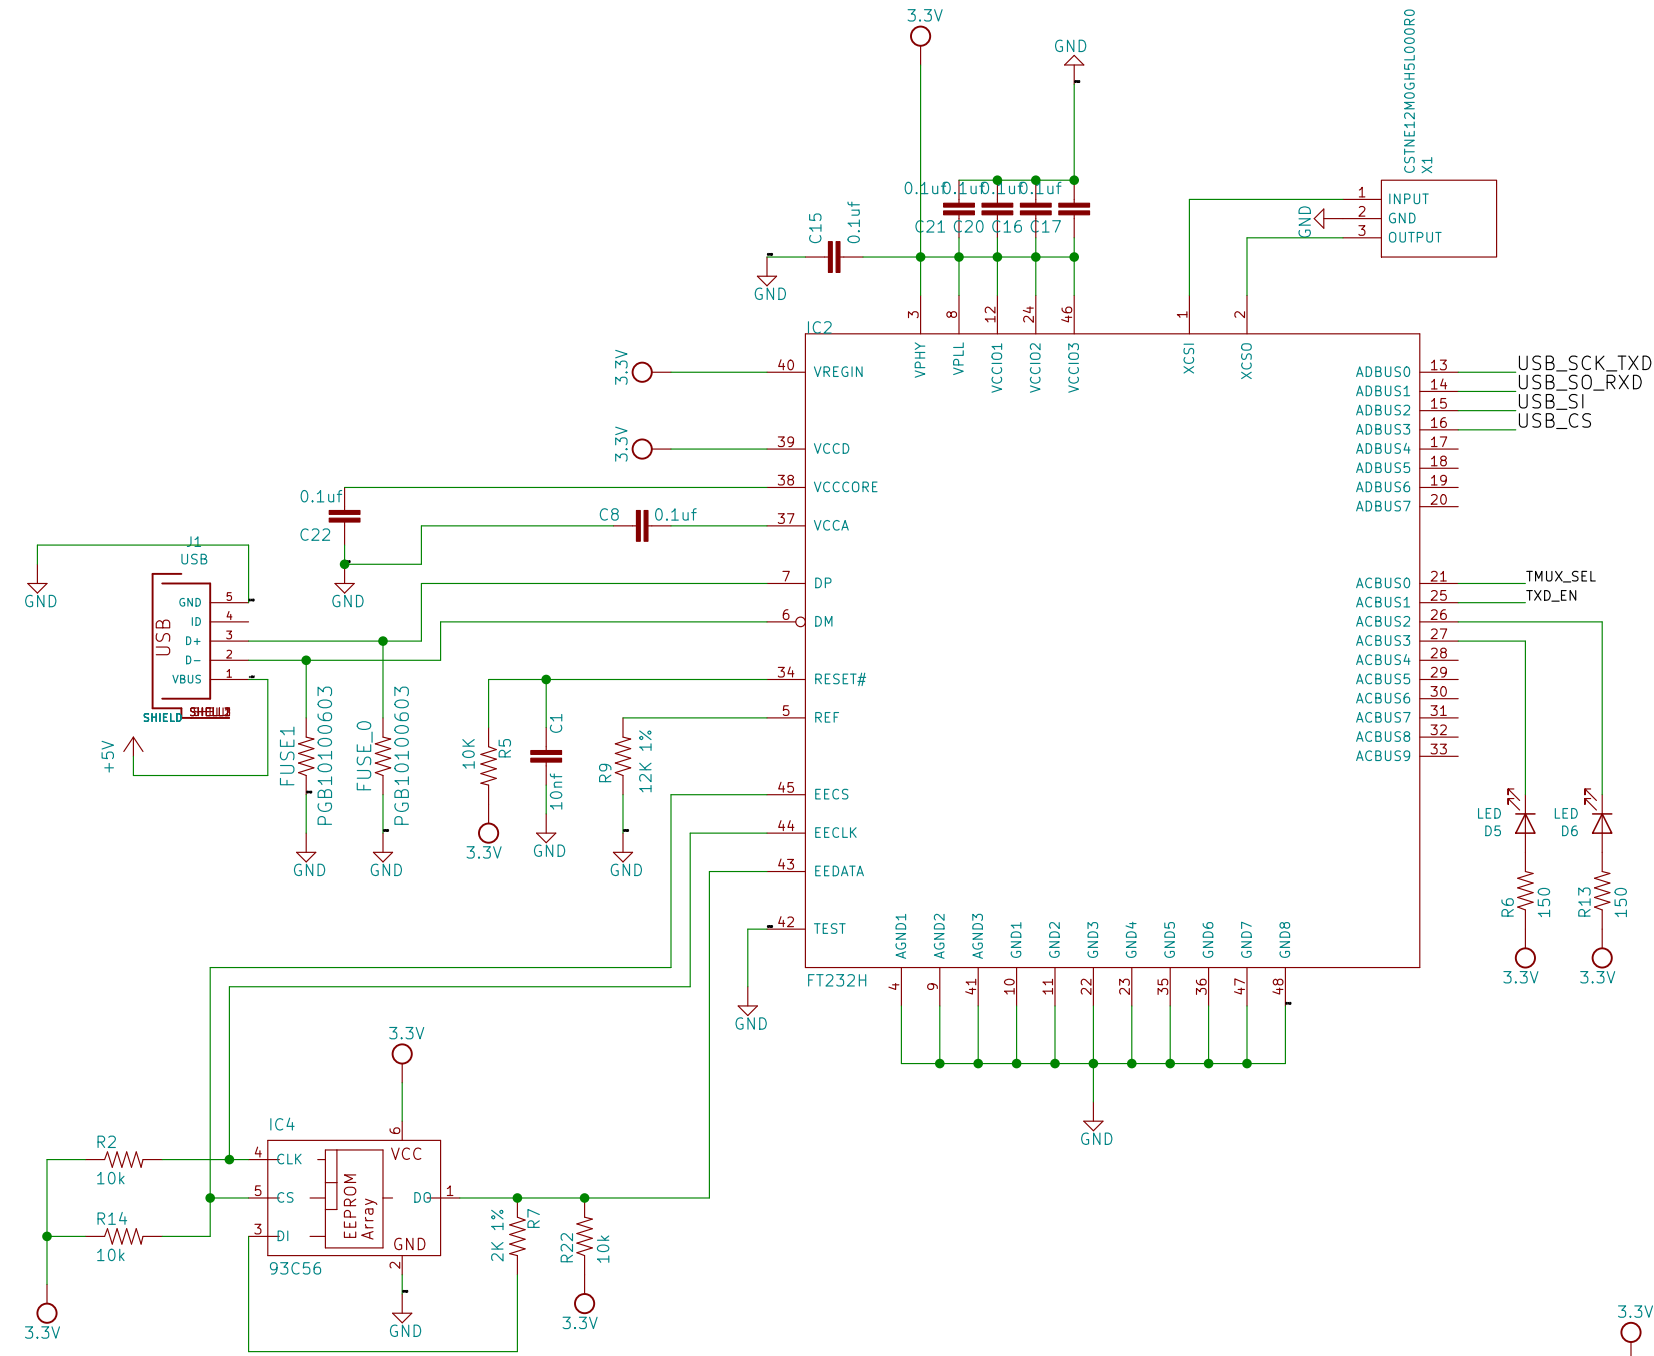 3.3V
GND
CSTNE12M0GH5L000R0
X1
0.1uf
0.1uf
0.1uf
0.1uf
C21
C20
C16
C17
C15
0.1uf
GND
GND
1
INPUT
2
GND
3
OUTPUT
IC2
3
8
12
24
46
1
2
VPHY
VPLL
VCCIO1
VCCIO2
VCCIO3
XCSI
XCSO
3.3V
40
VREGIN
3.3V
39
VCCD
38
VCCCORE
37
VCCA
7
DP
6
DM
34
RESET#
5
REF
45
EECS
44
EECLK
43
EEDATA
42
TEST
ADBUS0
13
USB_SCK_TXD
ADBUS1
14
USB_SO_RXD
ADBUS2
15
USB_SI
ADBUS3
16
USB_CS
ADBUS4
17
ADBUS5
18
ADBUS6
19
ADBUS7
20
ACBUS0
21
TMUX_SEL
ACBUS1
25
TXD_EN
ACBUS2
26
ACBUS3
27
ACBUS4
28
ACBUS5
29
ACBUS6
30
ACBUS7
31
ACBUS8
32
ACBUS9
33
0.1uf
C22
C8
0.1uf
GND
GND
J1
USB
USB
GND
5
ID
4
D+
3
D-
2
VBUS
1
SHIELD
+5V
FUSE1
PGB10100603
FUSE_0
PGB10100603
GND
GND
10K
R5
3.3V
C1
10nf
GND
R9
12K 1%
GND
LED
D5
LED
D6
R6
150
R13
150
3.3V
3.3V
AGND1
AGND2
AGND3
GND1
GND2
GND3
GND4
GND5
GND6
GND7
GND8
FT232H
4
9
41
10
11
22
23
35
36
47
48
GND
GND
3.3V
IC4
6
VCC
R2
10k
4
CLK
R14
10k
5
CS
3
DI
EEPROM
Array
DO
1
GND
2
93C56
GND
3.3V
2K 1%
R7
R22
10k
3.3V
3.3V